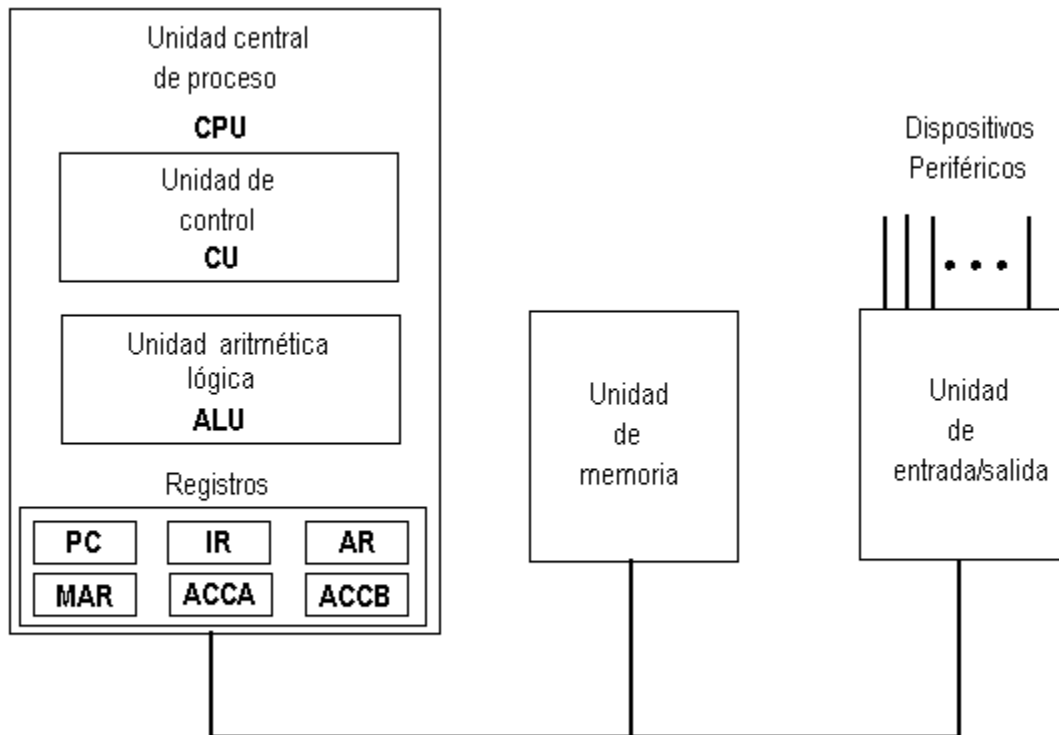 Unidad central
de proceso
CPU
Unidad de
control
CU
Unidad aritmética
lógica
ALU
Registros
PC IR AR
MAR ACCA ACCB
Unidad
de
memoria
Dispositivos
Periféricos
Unidad
de
entrada/salida